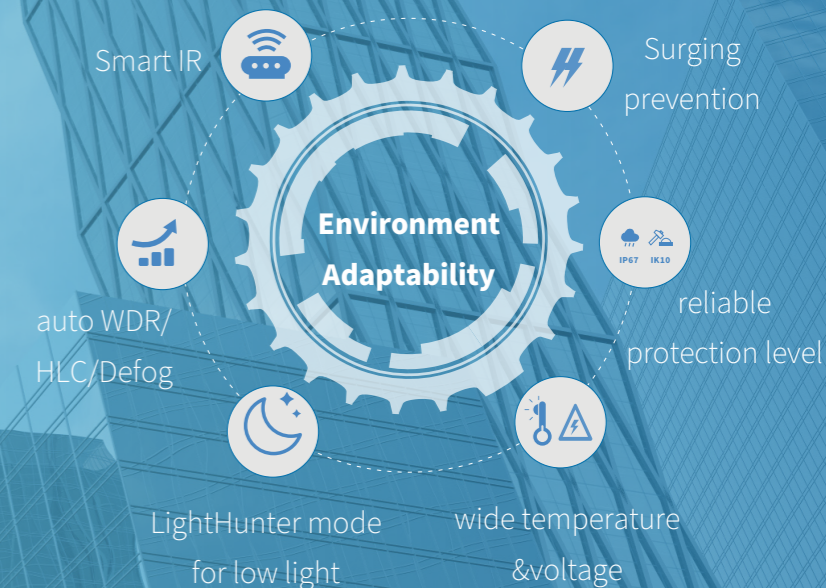 Smart IR
Surging
prevention
Environment
Adaptability
IP67 IK10
reliable
protection level
auto WDR/
HLC/Defog
LightHunter mode
for low light
wide temperature
&voltage